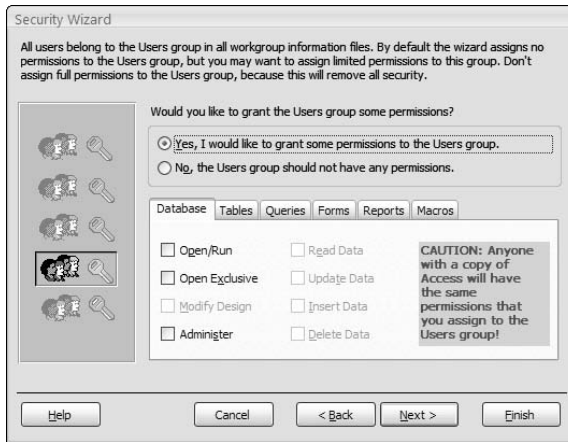 Security Wizard
All users belong to the Users group in all workgroup information files. By default the wizard assigns no
permissions to the Users group, but you may want to assign limited permissions to this group. Don't
assign full permissions to the Users group, because this will remove all security.
Would you like to grant the Users group some permissions?
Yes, I would like to grant some permissions to the Users group.
No, the Users group should not have any permissions.
Database Tables Queries Forms Reports Macros
Open/Run Read Data
Open Exclusive Update Data
Modify Design Insert Data
Administer Delete Data
CAUTION: Anyone
with a copy of
Access will have
the same
permissions that
you assign to the
Users group!
Help Cancel < Back Next > Finish